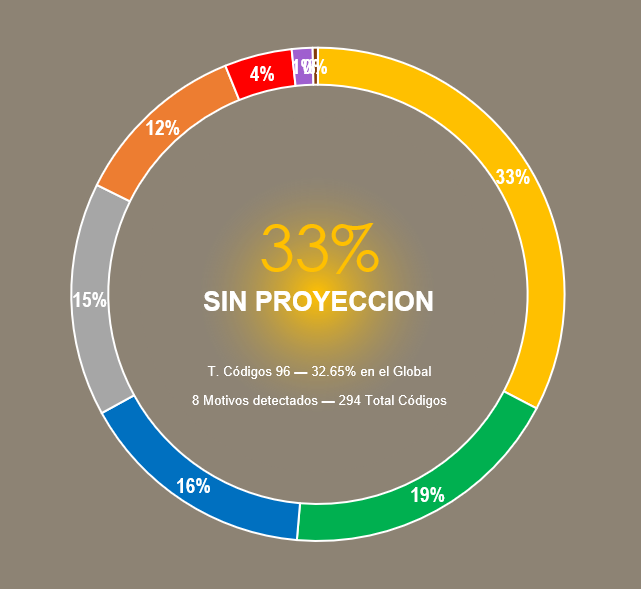 4%
12%
33%
33%
SIN PROYECCION
15%
T. Códigos 96 — 32.65% en el Global
8 Motivos detectados — 294 Total Códigos
16%
19%